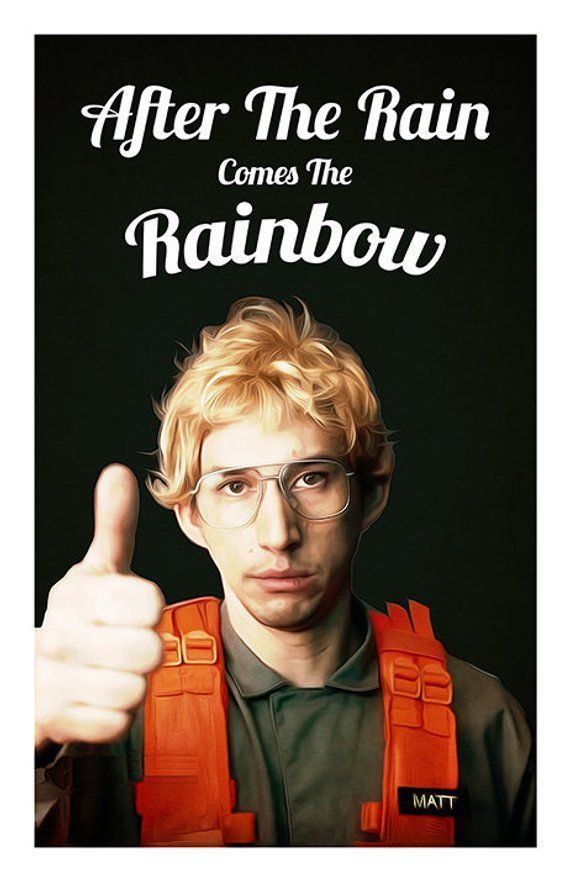 After The Rain
Comes The
Rainbow
MATT